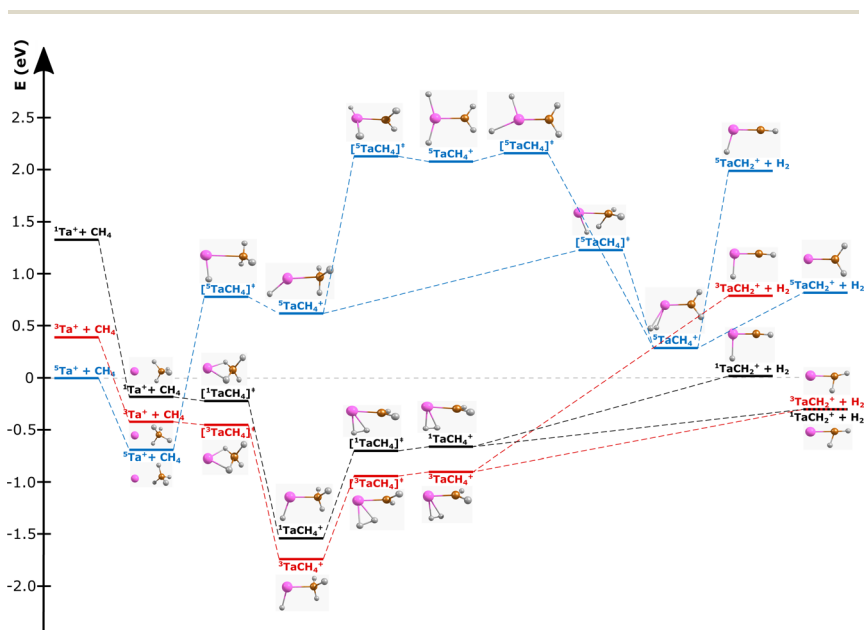 E (eV)
2.5
2.0
1.5
1.0
0.5
0
-0.5
-1.0
-1.5
-2.0
¹Ta⁺+ CH₄
³Ta⁺ + CH₄
⁵Ta⁺ + CH₄
¹Ta⁺+ CH₄
³Ta⁺ + CH₄
⁵Ta⁺+ CH₄
[⁵TaCH₄]⁺
[¹TaCH₄]⁺
[³TaCH₄]⁺
⁵TaCH₄⁺
¹TaCH₄⁺
³TaCH₄⁺
[⁵TaCH₄]⁺
[¹TaCH₄]⁺
[³TaCH₄]⁺
⁵TaCH₄⁺
¹TaCH₄⁺
³TaCH₄⁺
[⁵TaCH₄]⁺
[⁵TaCH₄]⁺
⁵TaCH₄⁺
⁵TaCH₂⁺ + H₂
³TaCH₂⁺ + H₂
¹TaCH₂⁺ + H₂
⁵TaCH₂⁺ + H₂
³TaCH₂⁺ + H₂
¹TaCH₂⁺ + H₂